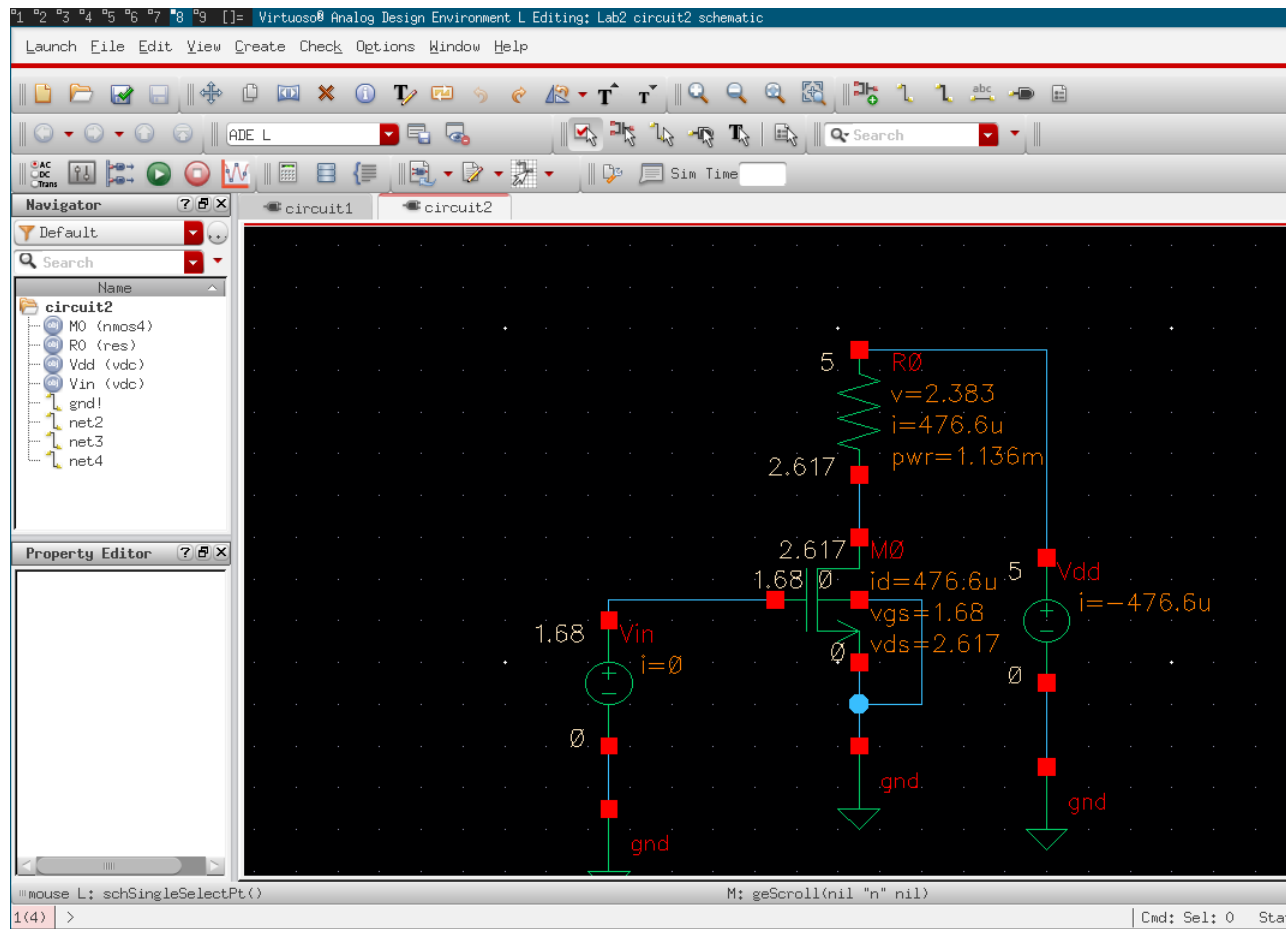 1 2 3 4 5 6 7 8 9 []= Virtuoso® Analog Design Environment L Editing: Lab2 circuit2 schematic
Launch File Edit View Create Check Options Window Help
abc
ADE L
Search
AC
DC
Trans
Sim Time
Navigator
circuit1
circuit2
Default
Search
Name
circuit2
M0 (nmos4)
R0 (res)
Vdd (vdc)
Vin (vdc)
gnd!
net2
net3
net4
Property Editor
5
R0
v=2.383
i=476.6u
pwr=1.136m
2.617
2.617
M0
1.68
0
id=476.6u
vgs=1.68
vds=2.617
0
5
Vdd
i=-476.6u
0
1.68
Vin
i=0
0
gnd
gnd
gnd
mouse L: schSingleSelectPt()
M: geScroll(nil "n" nil)
1(4) >
Cmd: Sel: 0